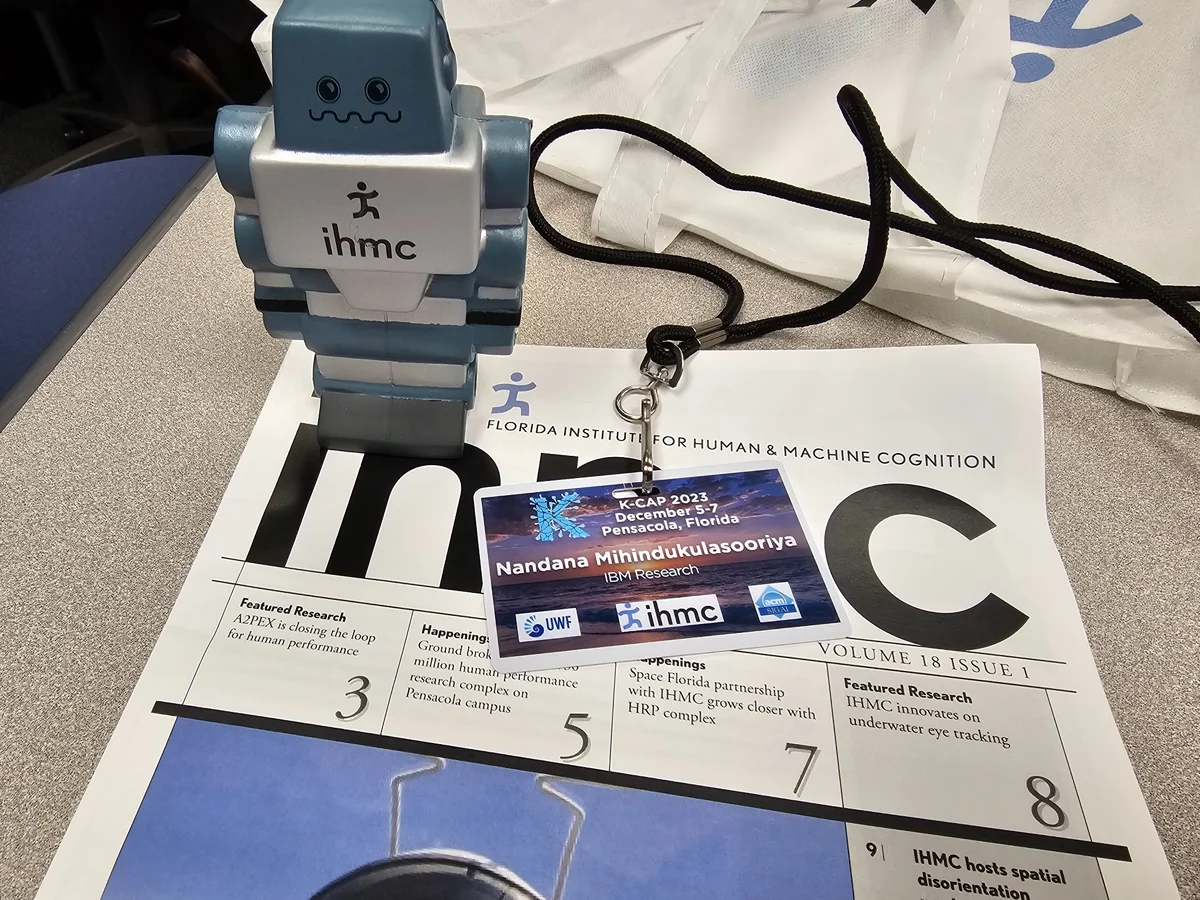 ihmc
FLORIDA INSTITUTE FOR HUMAN & MACHINE COGNITION
K-CAP 2023
December 5-7
Pensacola, Florida
Nandana Mihindukulasooriya
IBM Research
UWF
ihmc
acm
SIGAI
VOLUME 18 ISSUE 1
Featured Research
A2PEX is closing the loop
for human performance
3
Happenings
Ground
million human performance
research complex on
Pensacola campus
5
Happenings
Space Florida partnership
with IHMC grows closer with
HRP complex
7
Featured Research
IHMC innovates on
underwater eye tracking
8
9
IHMC hosts spatial
disorientation